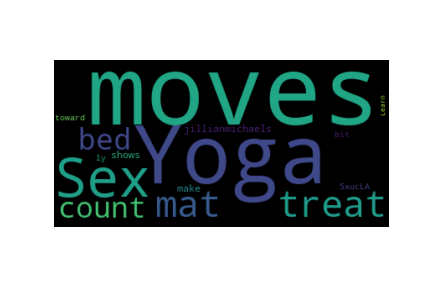 moves
Learn
toward
jillianmichaels
bed Yoga bit
ly shows
Sex make SxucLA
count mat treat